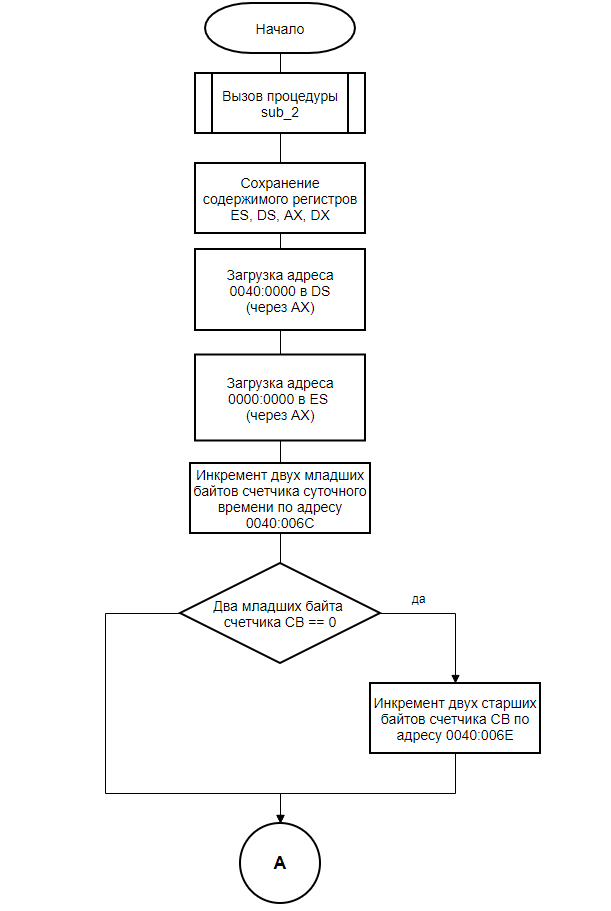 Начало
Вызов процедуры
sub_2
Сохранение
содержимого регистров
ES, DS, AX, DX
Загрузка адреса
0040:0000 в DS
(через AX)
Загрузка адреса
0000:0000 в ES
(через AX)
Инкремент двух младших
байтов счетчика суточного
времени по адресу
0040:006C
Два младших байта
счетчика СВ == 0
да
Инкремент двух старших
байтов счетчика СВ по
адресу 0040:006E
А